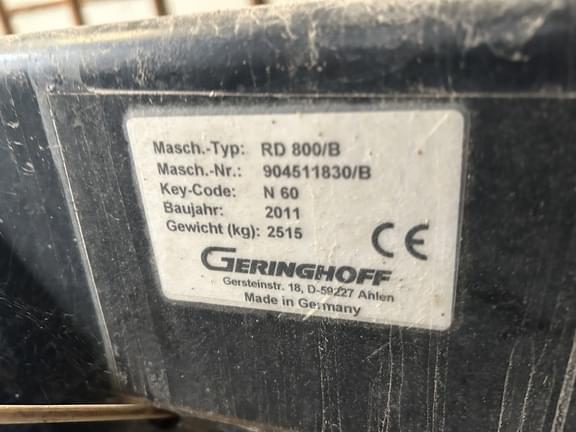 Masch.-Typ: RD 800/B
Masch.-Nr.: 904511830/B
Key-Code: N 60
Baujahr: 2011
Gewicht (kg): 2515
CE
GERINGHOFF
Gersteinstr. 18, D-59227 Ahlen
Made in Germany